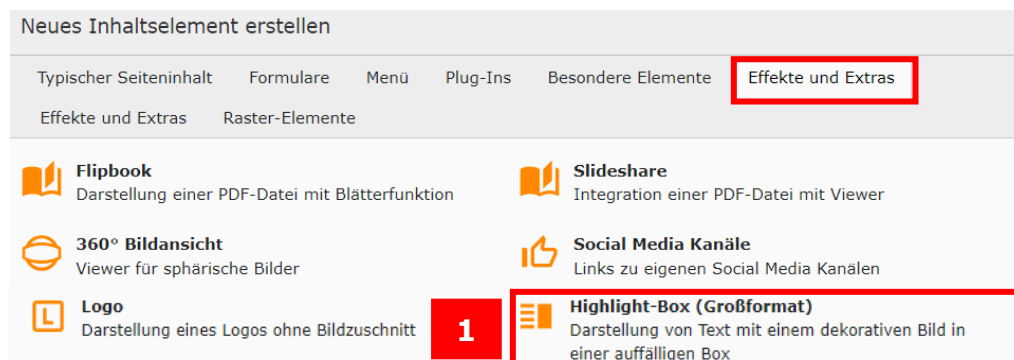 Neues Inhaltselement erstellen
Typischer Seiteninhalt Formulare Menü Plug-Ins Besondere Elemente Effekte und Extras
Effekte und Extras Raster-Elemente
Flipbook
Darstellung einer PDF-Datei mit Blätterfunktion
Slideshare
Integration einer PDF-Datei mit Viewer
360° Bildansicht
Viewer für sphärische Bilder
Social Media Kanäle
Links zu eigenen Social Media Kanälen
L
Logo
Darstellung eines Logos ohne Bildzuschnitt
1
Highlight-Box (Großformat)
Darstellung von Text mit einem dekorativen Bild in
einer auffälligen Box